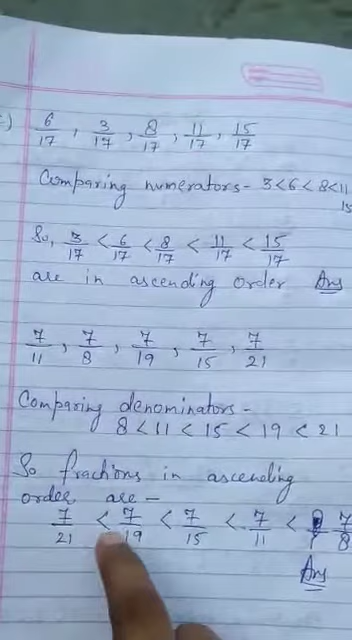 6/17, 3/17, 8/17, 11/17, 15/17
Comparing numerators- 3<6<8<11
15
So, 3/17 < 6/17 < 8/17 < 11/17 < 15/17
are in ascending order Ans
7/11, 7/8, 7/19, 7/15, 7/21
Comparing denominators-
8<11<15<19<21
So fractions in ascending
order are -
7/21 < 7/19 < 7/15 < 7/11 < 7/8
Ans